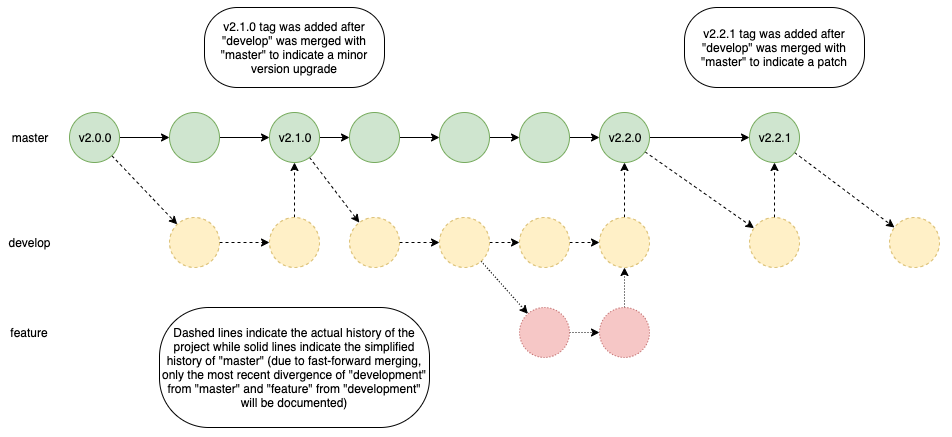 v2.1.0 tag was added after
"develop" was merged with
"master" to indicate a minor
version upgrade
v2.2.1 tag was added after
"develop" was merged with
"master" to indicate a patch
master
v2.0.0
v2.1.0
v2.2.0
v2.2.1
develop
feature
Dashed lines indicate the actual history of the
project while solid lines indicate the simplified
history of "master" (due to fast-forward merging,
only the most recent divergence of "development"
from "master" and "feature" from "development"
will be documented)